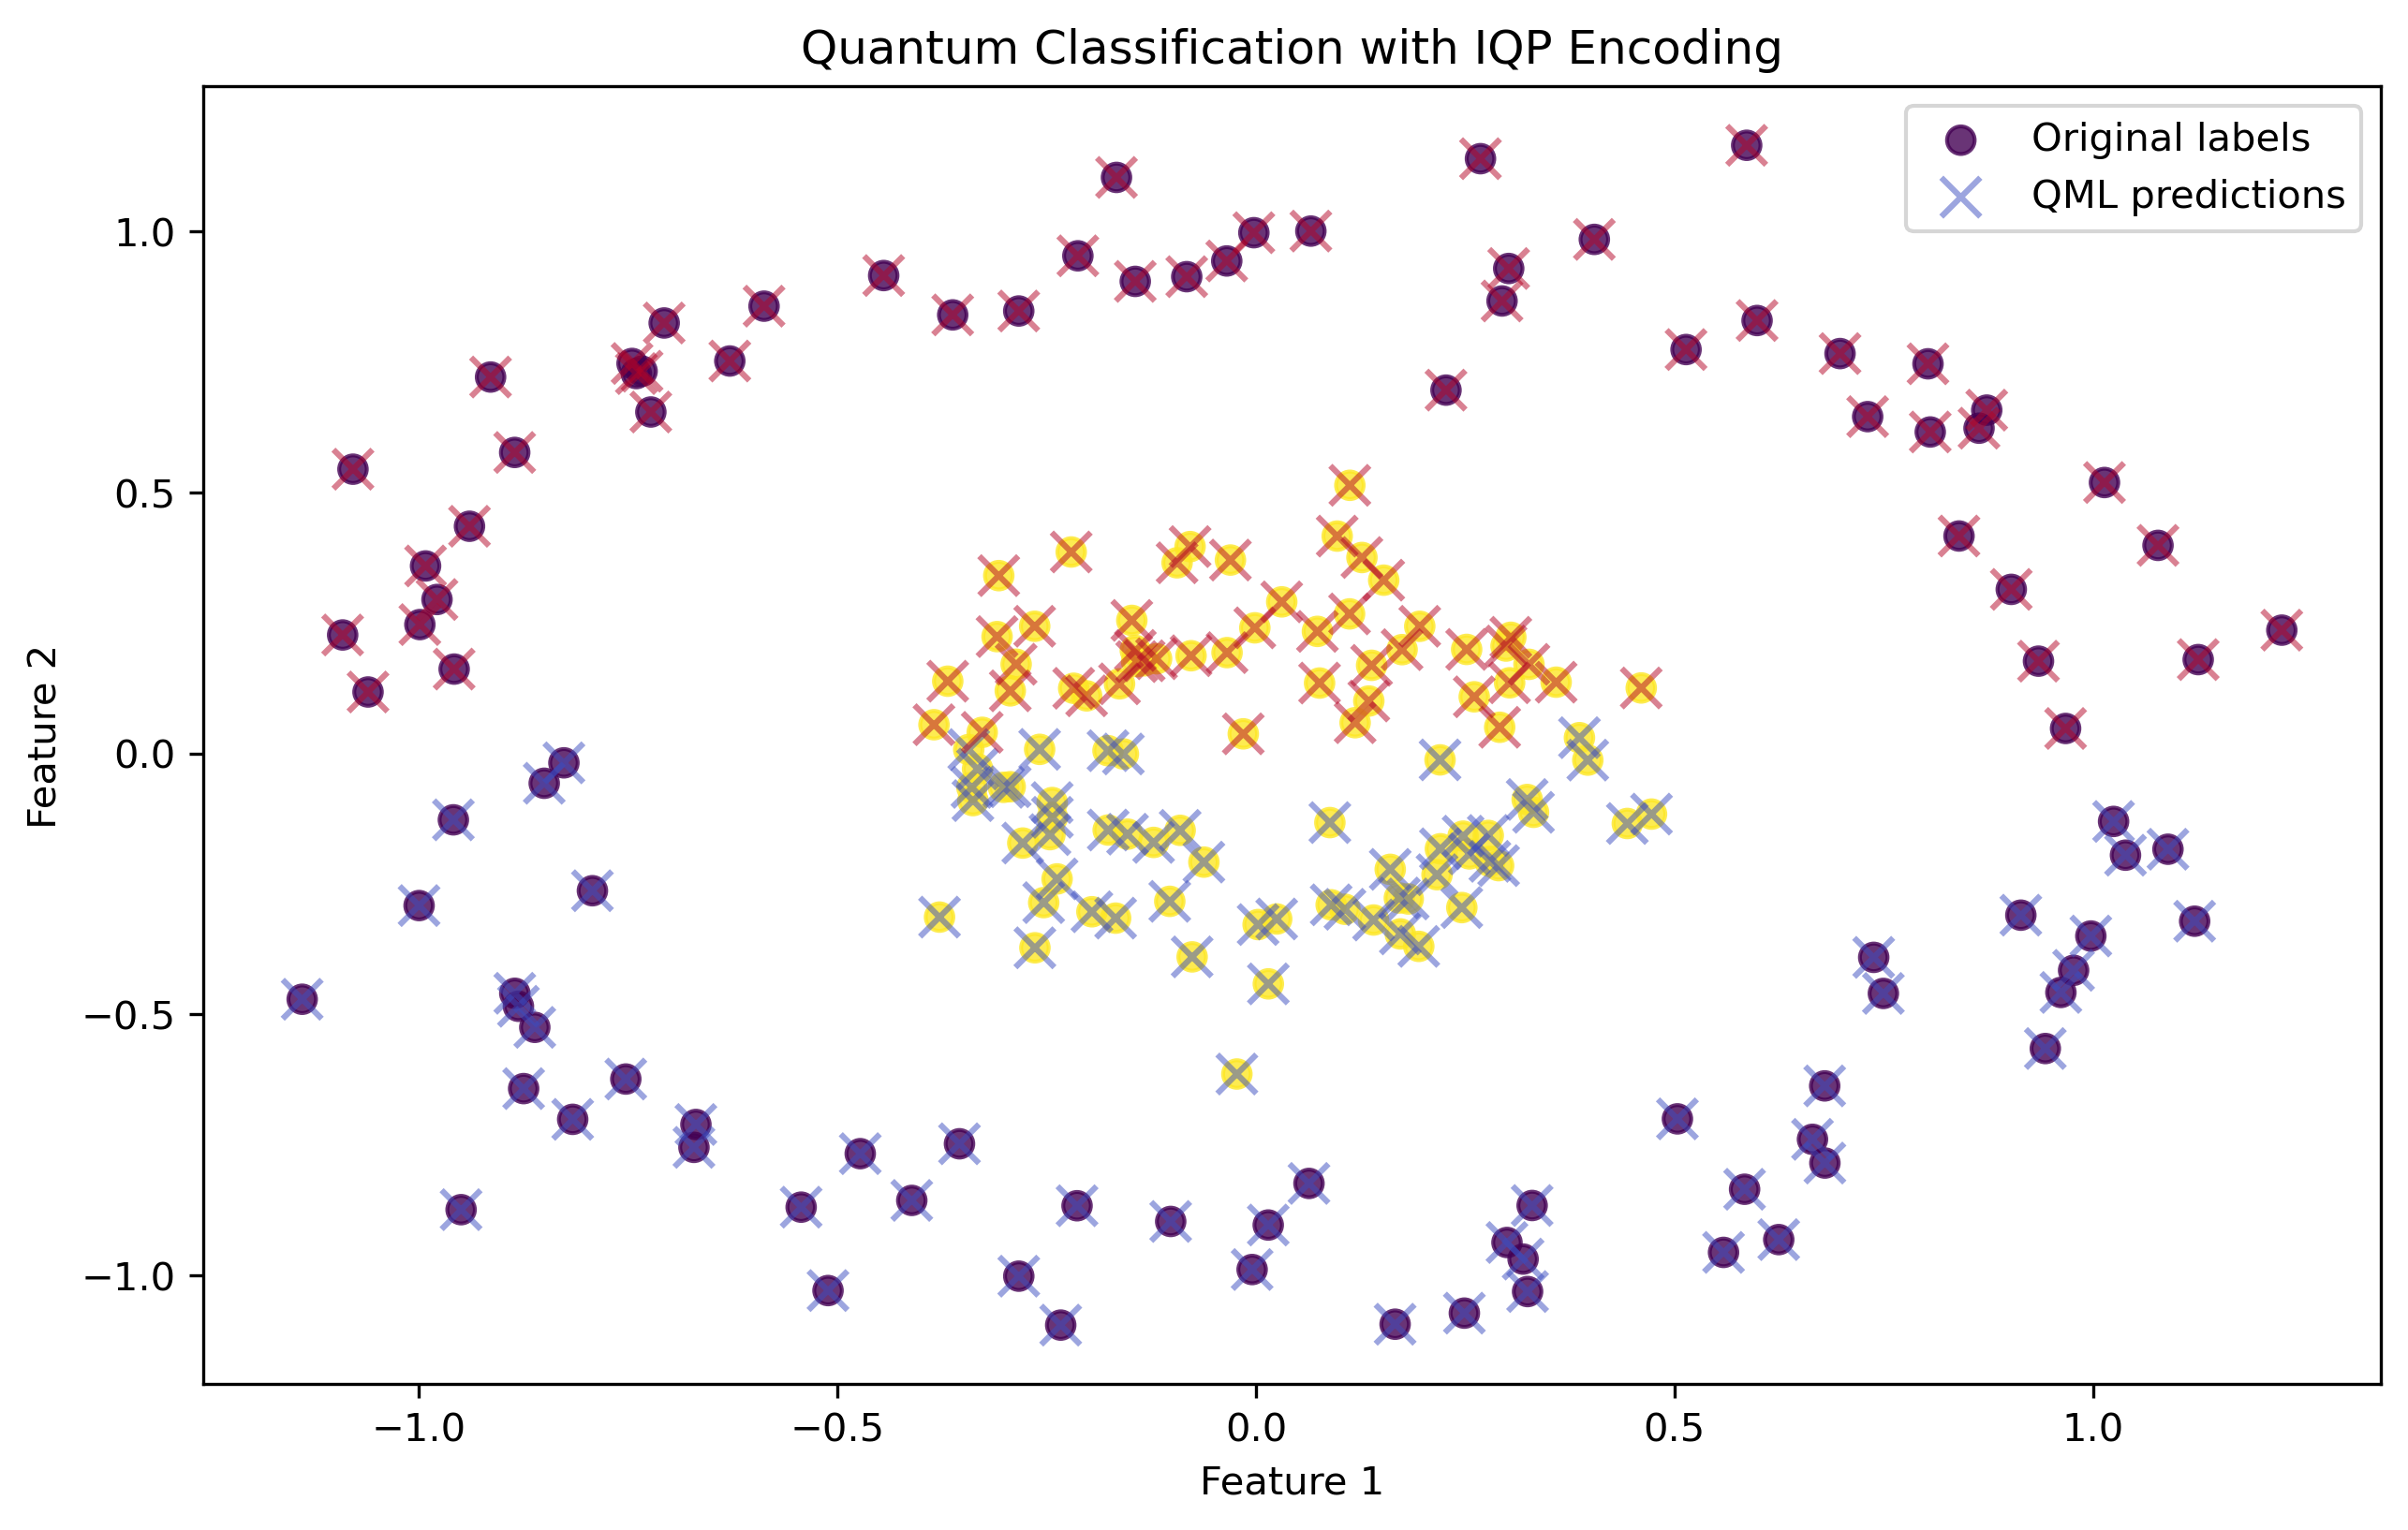 Quantum Classification with IQP Encoding
Original labels
QML predictions
1.0
0.5
0.0
−0.5
−1.0
Feature 2
−1.0 −0.5 0.0 0.5 1.0
Feature 1